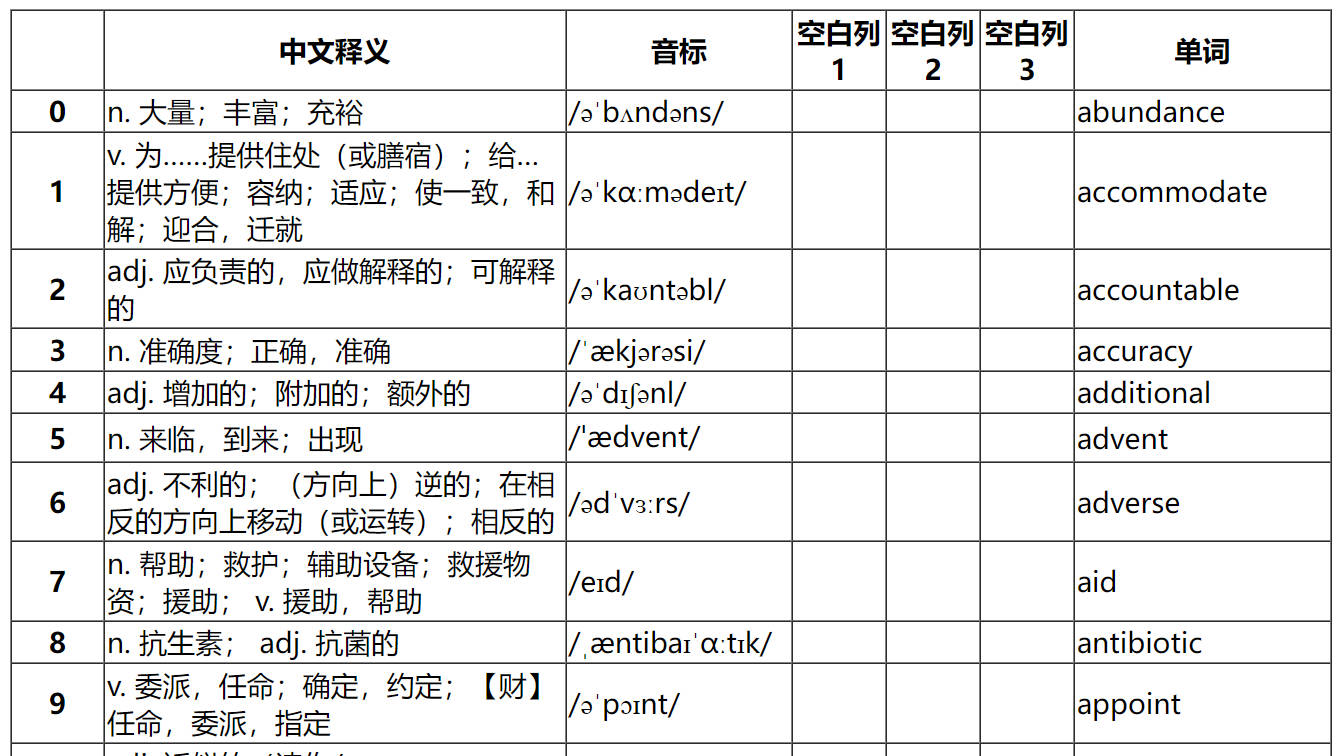 中文释义 音标 空白列1 空白列2 空白列3 单词
0 n. 大量；丰富；充裕 /əˈbʌndəns/ abundance
1 v. 为……提供住处（或膳宿）；给…
提供方便；容纳；适应；使一致，和
解；迎合，迁就 /əˈkɑːmədeɪt/ accommodate
2 adj. 应负责的，应做解释的；可解释
的 /əˈkaʊntəbl/ accountable
3 n. 准确度；正确，准确 /ˈækjərəsi/ accuracy
4 adj. 增加的；附加的；额外的 /əˈdɪʃənl/ additional
5 n. 来临，到来；出现 /ˈædvent/ advent
6 adj. 不利的；（方向上）逆的；在相
反的方向上移动（或运转）；相反的 /ədˈvɜːrs/ adverse
7 n. 帮助；救护；辅助设备；救援物
资；援助； v. 援助，帮助 /eɪd/ aid
8 n. 抗生素； adj. 抗菌的 /ˌæntibaɪˈɑːtɪk/ antibiotic
9 v. 委派，任命；确定，约定；【财】
任命，委派，指定 /əˈpɔɪnt/ appoint